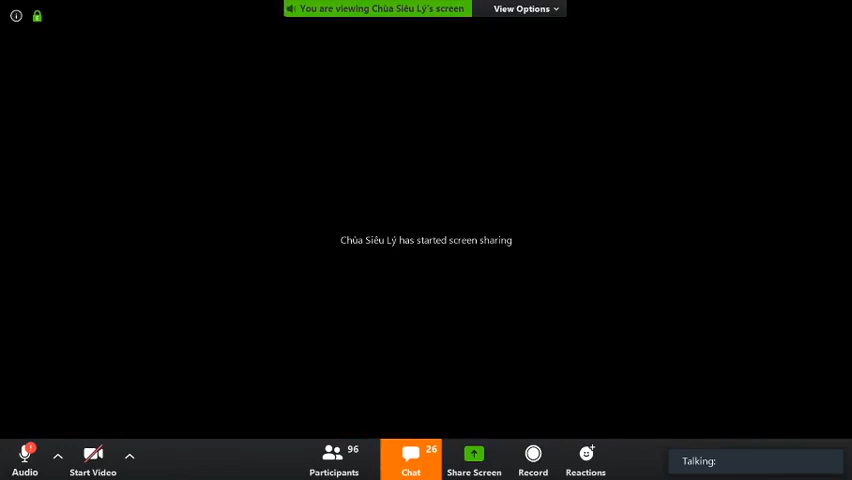 You are viewing Chùa Siêu Lý's screen
View Options
Chùa Siêu Lý has started screen sharing
96
26
Audio
Start Video
Participants
Chat
Share Screen
Record
Reactions
Talking: